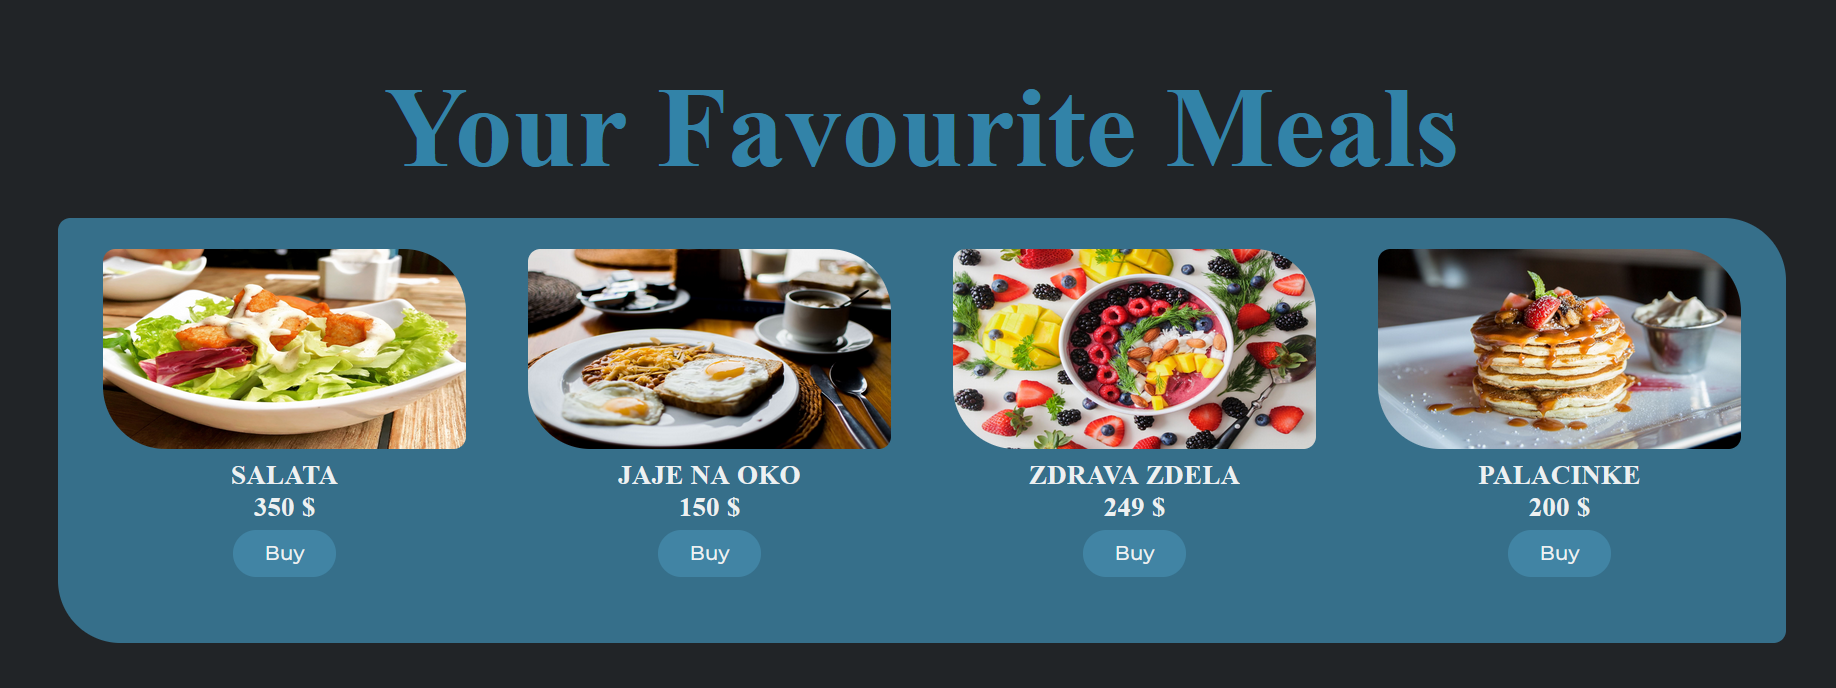 Your Favourite Meals
SALATA
350 $
Buy
JAJE NA OKO
150 $
Buy
ZDRAVA ZDELA
249 $
Buy
PALACINKE
200 $
Buy